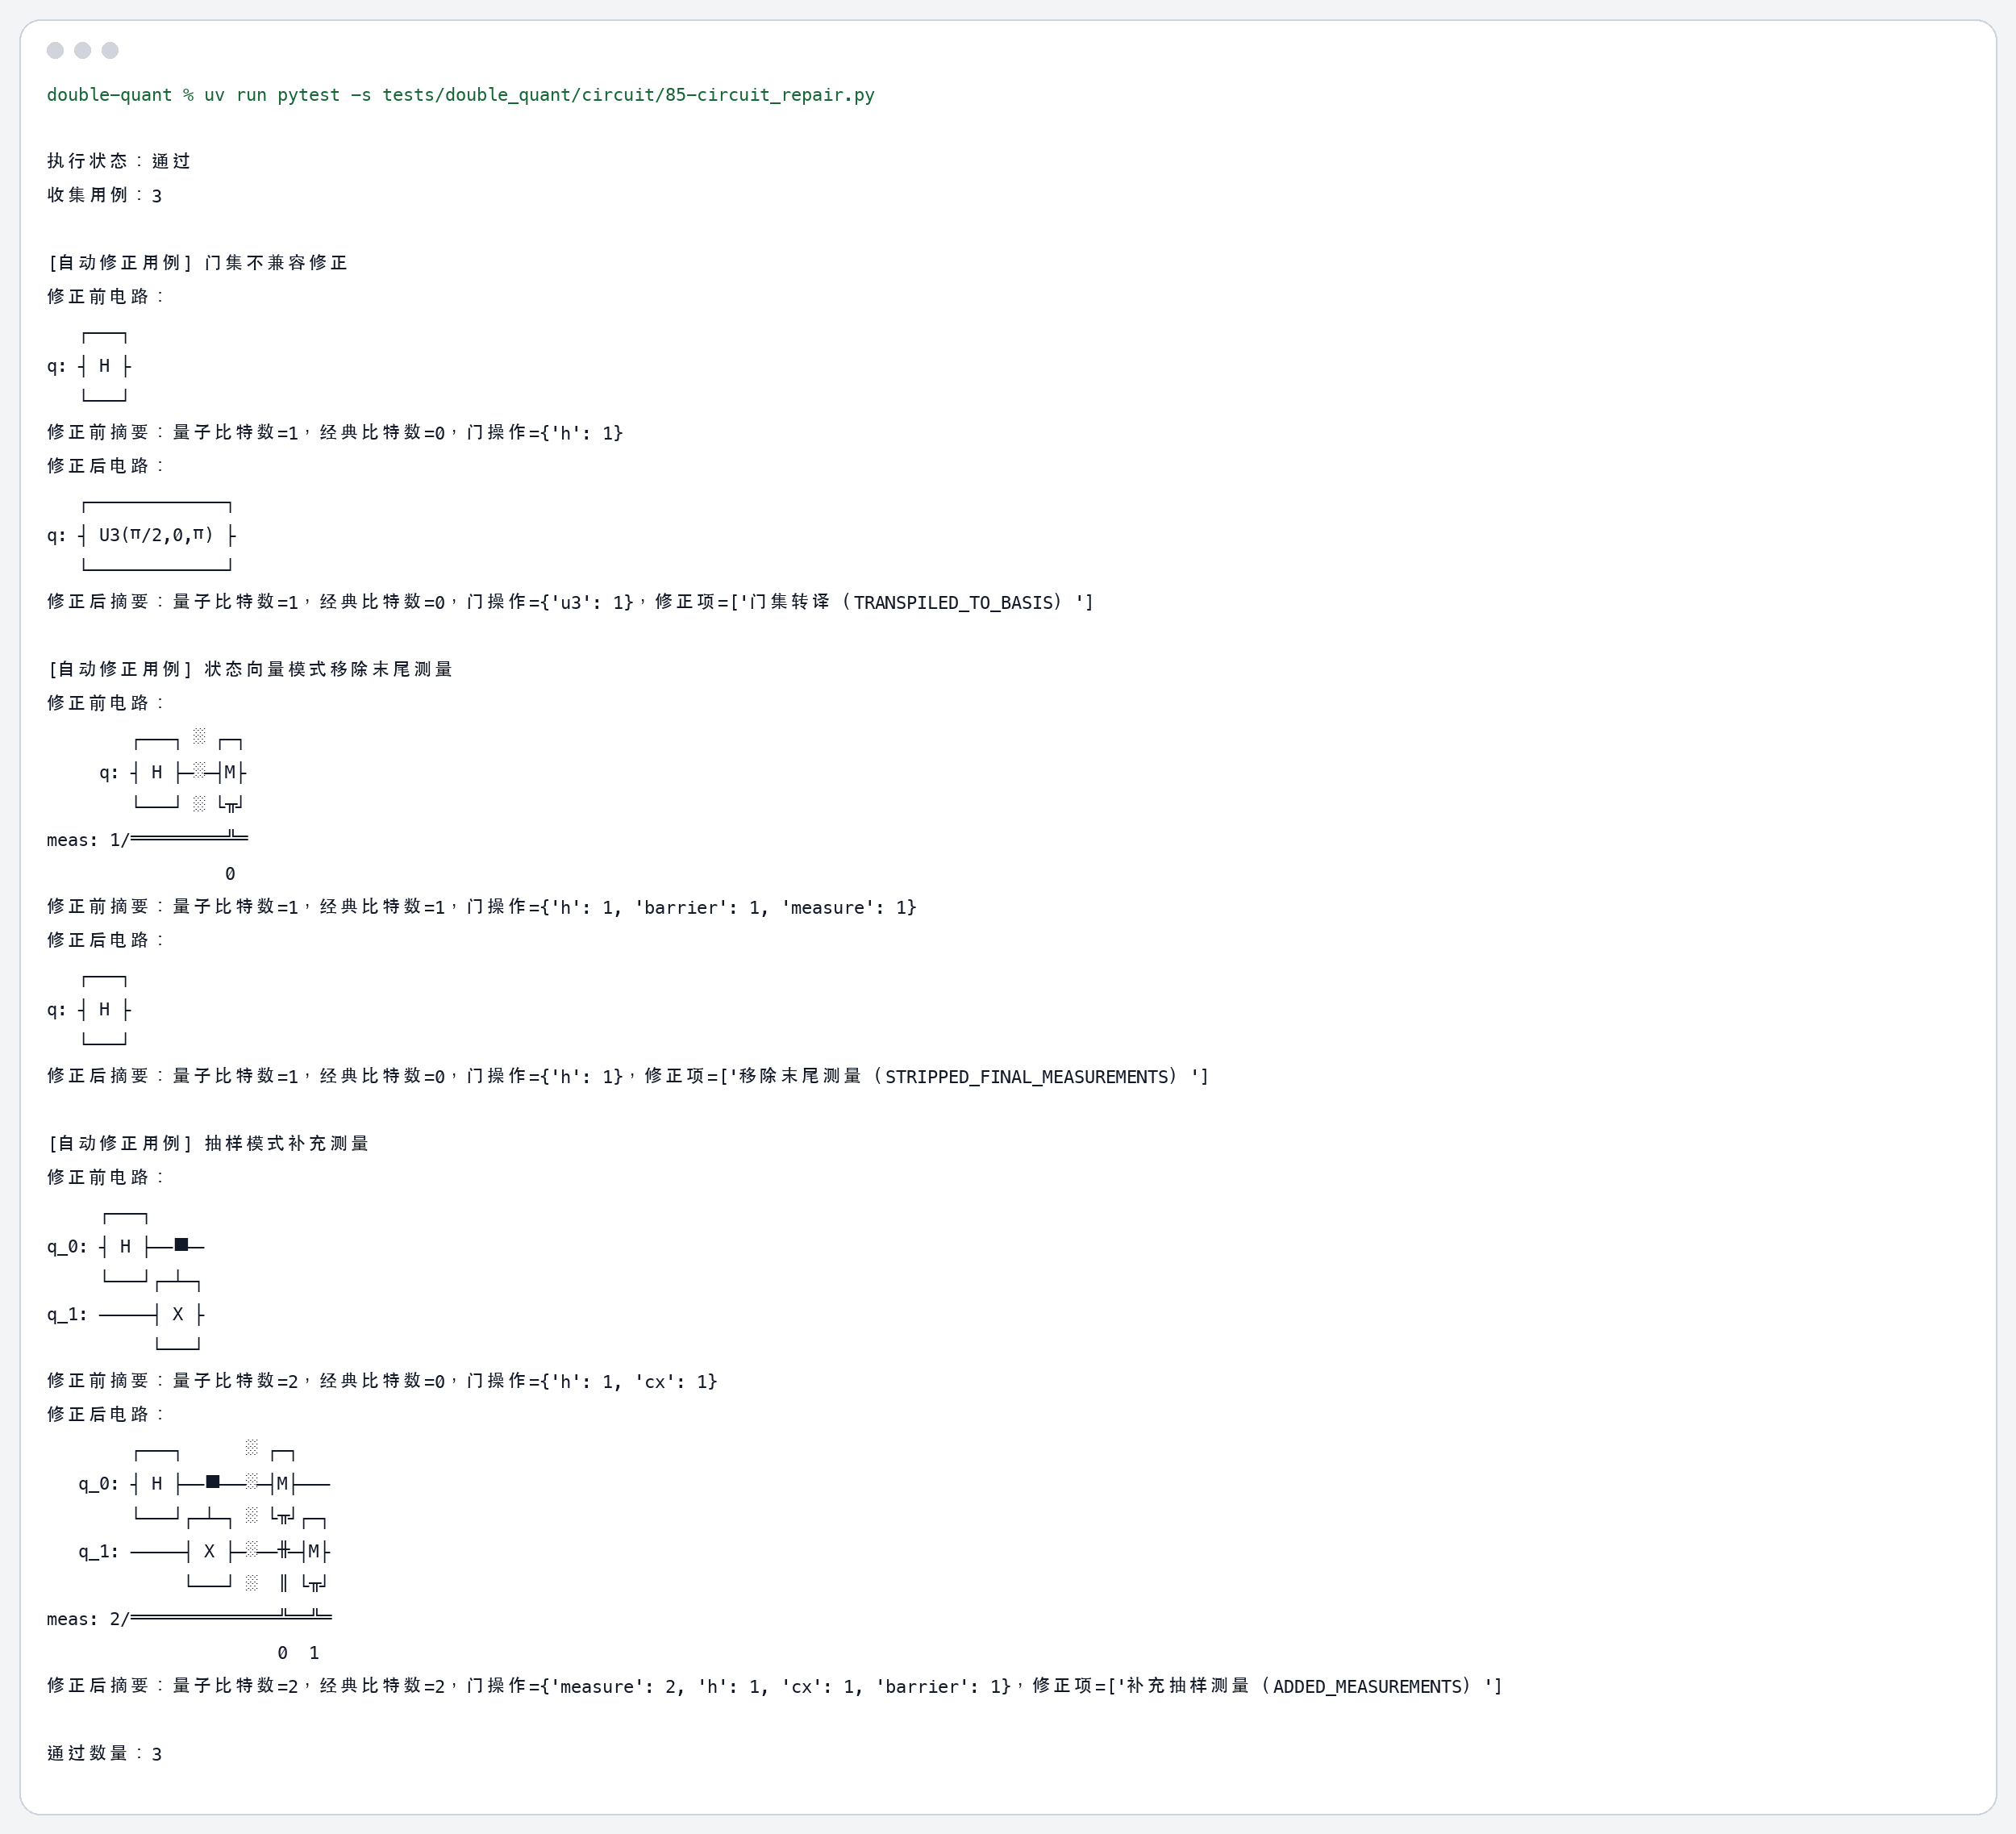 double-quant % uv run pytest -s tests/double_quant/circuit/85-circuit_repair.py

执行状态：通过
收集用例：3

[自动修正用例] 门集不兼容修正
修正前电路：
   ┌───┐
q: ┤ H ├
   └───┘
修正前摘要：量子比特数=1，经典比特数=0，门操作={'h': 1}
修正后电路：
   ┌─────────────┐
q: ┤ U3(π/2,0,π) ├
   └─────────────┘
修正后摘要：量子比特数=1，经典比特数=0，门操作={'u3': 1}，修正项=['门集转译（TRANSPILED_TO_BASIS）']

[自动修正用例] 状态向量模式移除末尾测量
修正前电路：
        ┌───┐ ░ ┌─┐
     q: ┤ H ├─░─┤M├
        └───┘ ░ └╥┘
meas: 1/═════════╩═
                 0
修正前摘要：量子比特数=1，经典比特数=1，门操作={'h': 1, 'barrier': 1, 'measure': 1}
修正后电路：
   ┌───┐
q: ┤ H ├
   └───┘
修正后摘要：量子比特数=1，经典比特数=0，门操作={'h': 1}，修正项=['移除末尾测量（STRIPPED_FINAL_MEASUREMENTS）']

[自动修正用例] 抽样模式补充测量
修正前电路：
     ┌───┐
q_0: ┤ H ├──■──
     └───┘┌─┴─┐
q_1: ─────┤ X ├
          └───┘
修正前摘要：量子比特数=2，经典比特数=0，门操作={'h': 1, 'cx': 1}
修正后电路：
        ┌───┐      ░ ┌─┐
   q_0: ┤ H ├──■───░─┤M├───
        └───┘┌─┴─┐ ░ └╥┘┌─┐
   q_1: ─────┤ X ├─░──╫─┤M├
             └───┘ ░  ║ └╥┘
meas: 2/══════════════╩══╩═
                      0  1
修正后摘要：量子比特数=2，经典比特数=2，门操作={'measure': 2, 'h': 1, 'cx': 1, 'barrier': 1}，修正项=['补充抽样测量（ADDED_MEASUREMENTS）']

通过数量：3